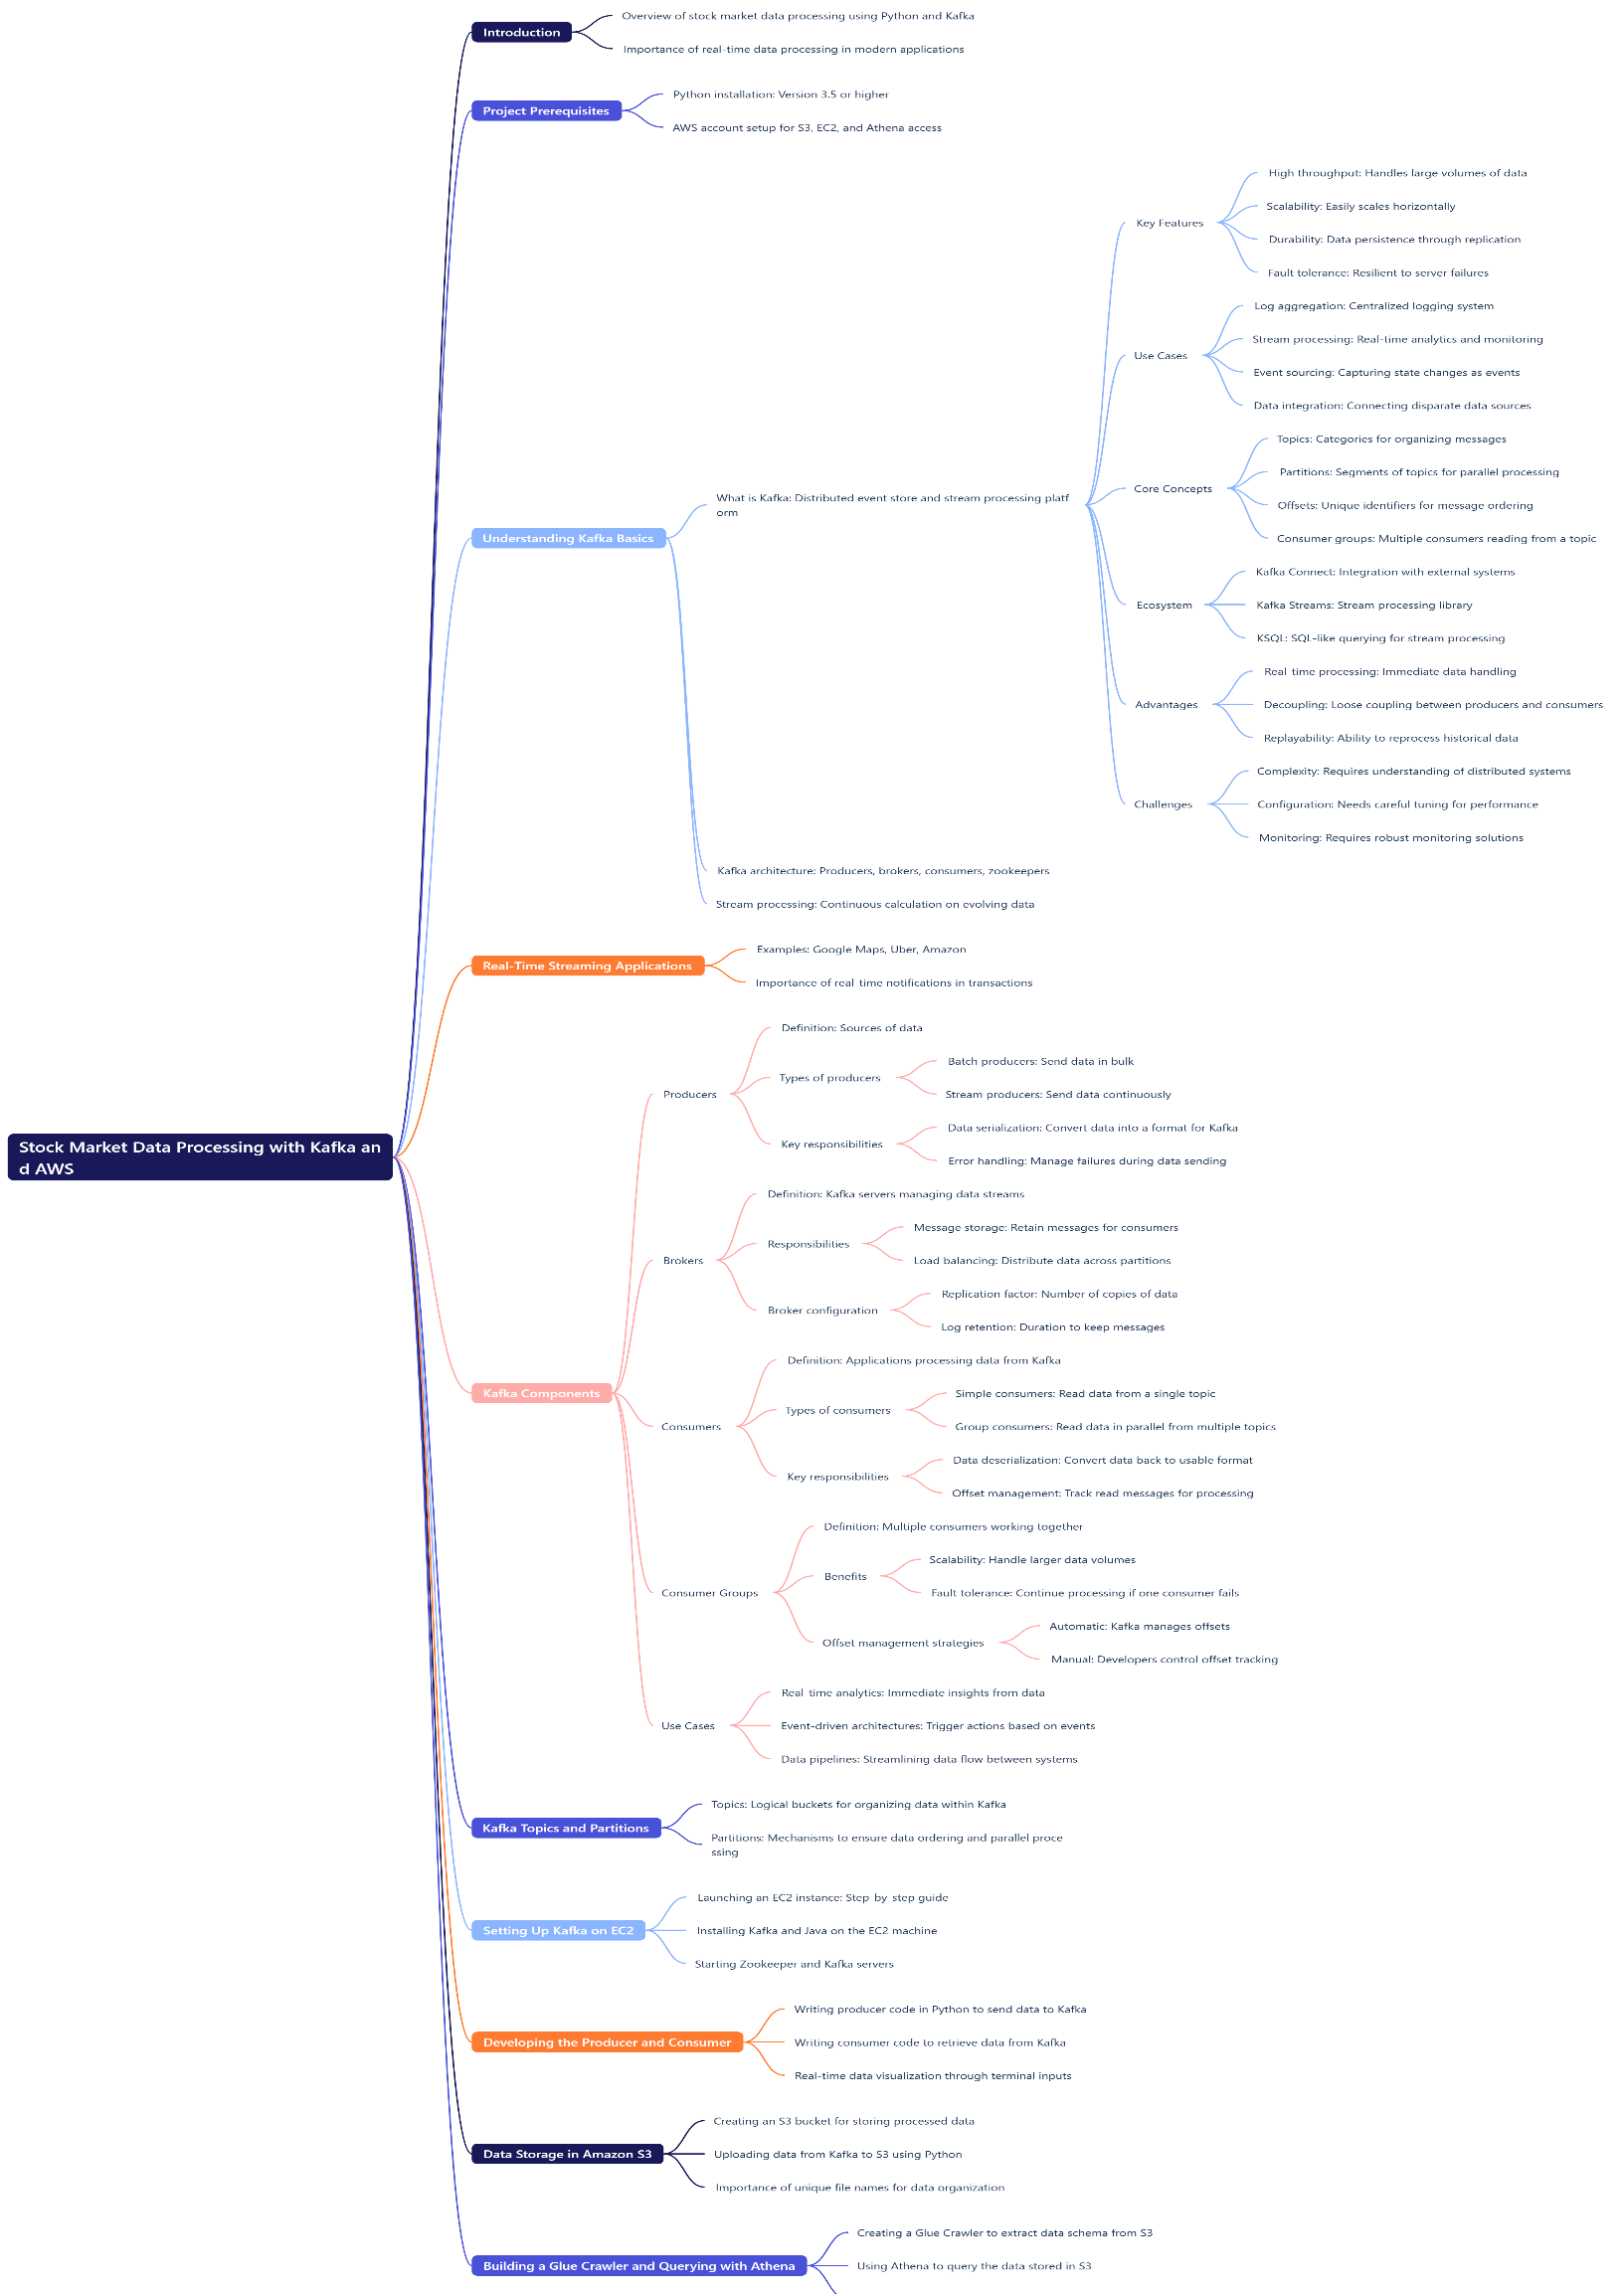 Stock Market Data Processing with Kafka an
d AWS
Introduction
Overview of stock market data processing using Python and Kafka
Importance of real-time data processing in modern applications
Project Prerequisites
Python installation: Version 3.5 or higher
AWS account setup for S3, EC2, and Athena access
Understanding Kafka Basics
What is Kafka: Distributed event store and stream processing platf
orm
Key Features
High throughput: Handles large volumes of data
Scalability: Easily scales horizontally
Durability: Data persistence through replication
Fault tolerance: Resilient to server failures
Use Cases
Log aggregation: Centralized logging system
Stream processing: Real-time analytics and monitoring
Event sourcing: Capturing state changes as events
Data integration: Connecting disparate data sources
Core Concepts
Topics: Categories for organizing messages
Partitions: Segments of topics for parallel processing
Offsets: Unique identifiers for message ordering
Consumer groups: Multiple consumers reading from a topic
Ecosystem
Kafka Connect: Integration with external systems
Kafka Streams: Stream processing library
KSQL: SQL-like querying for stream processing
Advantages
Real-time processing: Immediate data handling
Decoupling: Loose coupling between producers and consumers
Replayability: Ability to reprocess historical data
Challenges
Complexity: Requires understanding of distributed systems
Configuration: Needs careful tuning for performance
Monitoring: Requires robust monitoring solutions
Kafka architecture: Producers, brokers, consumers, zookeepers
Stream processing: Continuous calculation on evolving data
Real-Time Streaming Applications
Examples: Google Maps, Uber, Amazon
Importance of real-time notifications in transactions
Kafka Components
Producers
Definition: Sources of data
Types of producers
Batch producers: Send data in bulk
Stream producers: Send data continuously
Key responsibilities
Data serialization: Convert data into a format for Kafka
Error handling: Manage failures during data sending
Brokers
Definition: Kafka servers managing data streams
Responsibilities
Message storage: Retain messages for consumers
Load balancing: Distribute data across partitions
Broker configuration
Replication factor: Number of copies of data
Log retention: Duration to keep messages
Consumers
Definition: Applications processing data from Kafka
Types of consumers
Simple consumers: Read data from a single topic
Group consumers: Read data in parallel from multiple topics
Key responsibilities
Data deserialization: Convert data back to usable format
Offset management: Track read messages for processing
Consumer Groups
Definition: Multiple consumers working together
Benefits
Scalability: Handle larger data volumes
Fault tolerance: Continue processing if one consumer fails
Offset management strategies
Automatic: Kafka manages offsets
Manual: Developers control offset tracking
Use Cases
Real-time analytics: Immediate insights from data
Event-driven architectures: Trigger actions based on events
Data pipelines: Streamlining data flow between systems
Kafka Topics and Partitions
Topics: Logical buckets for organizing data within Kafka
Partitions: Mechanisms to ensure data ordering and parallel proce
ssing
Setting Up Kafka on EC2
Launching an EC2 instance: Step-by-step guide
Installing Kafka and Java on the EC2 machine
Starting Zookeeper and Kafka servers
Developing the Producer and Consumer
Writing producer code in Python to send data to Kafka
Writing consumer code to retrieve data from Kafka
Real-time data visualization through terminal inputs
Data Storage in Amazon S3
Creating an S3 bucket for storing processed data
Uploading data from Kafka to S3 using Python
Importance of unique file names for data organization
Building a Glue Crawler and Querying with Athena
Creating a Glue Crawler to extract data schema from S3
Using Athena to query the data stored in S3